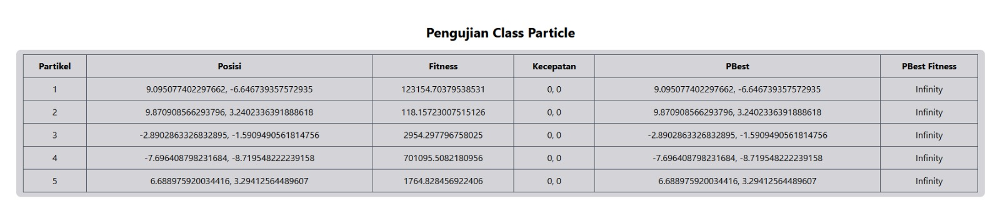 Pengujian Class Particle
Partikel Posisi Fitness Kecepatan PBest PBest Fitness
1 9.095077402297662, -6.646739357572935 123154.70379538531 0, 0 9.095077402297662, -6.646739357572935 Infinity
2 9.870908566293796, 3.2402336391888618 118.15723007515126 0, 0 9.870908566293796, 3.2402336391888618 Infinity
3 -2.8902863326832895, -1.5909490561814756 2954.297796758025 0, 0 -2.8902863326832895, -1.5909490561814756 Infinity
4 -7.696408798231684, -8.719548222239158 701095.5082180956 0, 0 -7.696408798231684, -8.719548222239158 Infinity
5 6.688975920034416, 3.29412564489607 1764.828456922406 0, 0 6.688975920034416, 3.29412564489607 Infinity